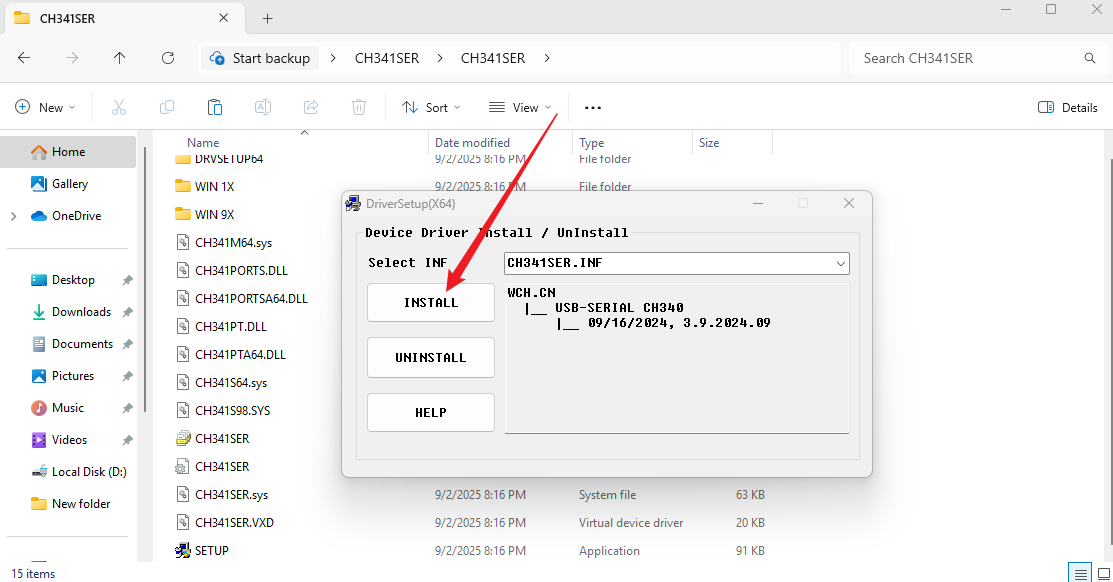 CH341SER
Start backup
CH341SER
CH341SER
Search CH341SER
New
Sort
View
Details
Name
Date modified
Type
Size
Home
Gallery
OneDrive
Desktop
Downloads
Documents
Pictures
Music
Videos
Local Disk (D:)
New folder
DRVSETUP64 9/2/2025 8:16 PM File folder
WIN 1X 9/2/2025 8:16 PM File folder
WIN 9X
CH341M64.sys
CH341PORTS.DLL
CH341PORTSA64.DLL
CH341PT.DLL
CH341PTA64.DLL
CH341S64.sys
CH341S98.SYS
CH341SER
CH341SER
CH341SER.sys 9/2/2025 8:16 PM System file 63 KB
CH341SER.VXD 9/2/2025 8:16 PM Virtual device driver 20 KB
SETUP 9/2/2025 8:16 PM Application 91 KB
DriverSetup(X64)
Device Driver Install / UnInstall
Select INF
CH341SER.INF
INSTALL
UNINSTALL
HELP
WCH.CN
|__ USB-SERIAL CH340
|__ 09/16/2024, 3.9.2024.09
15 items